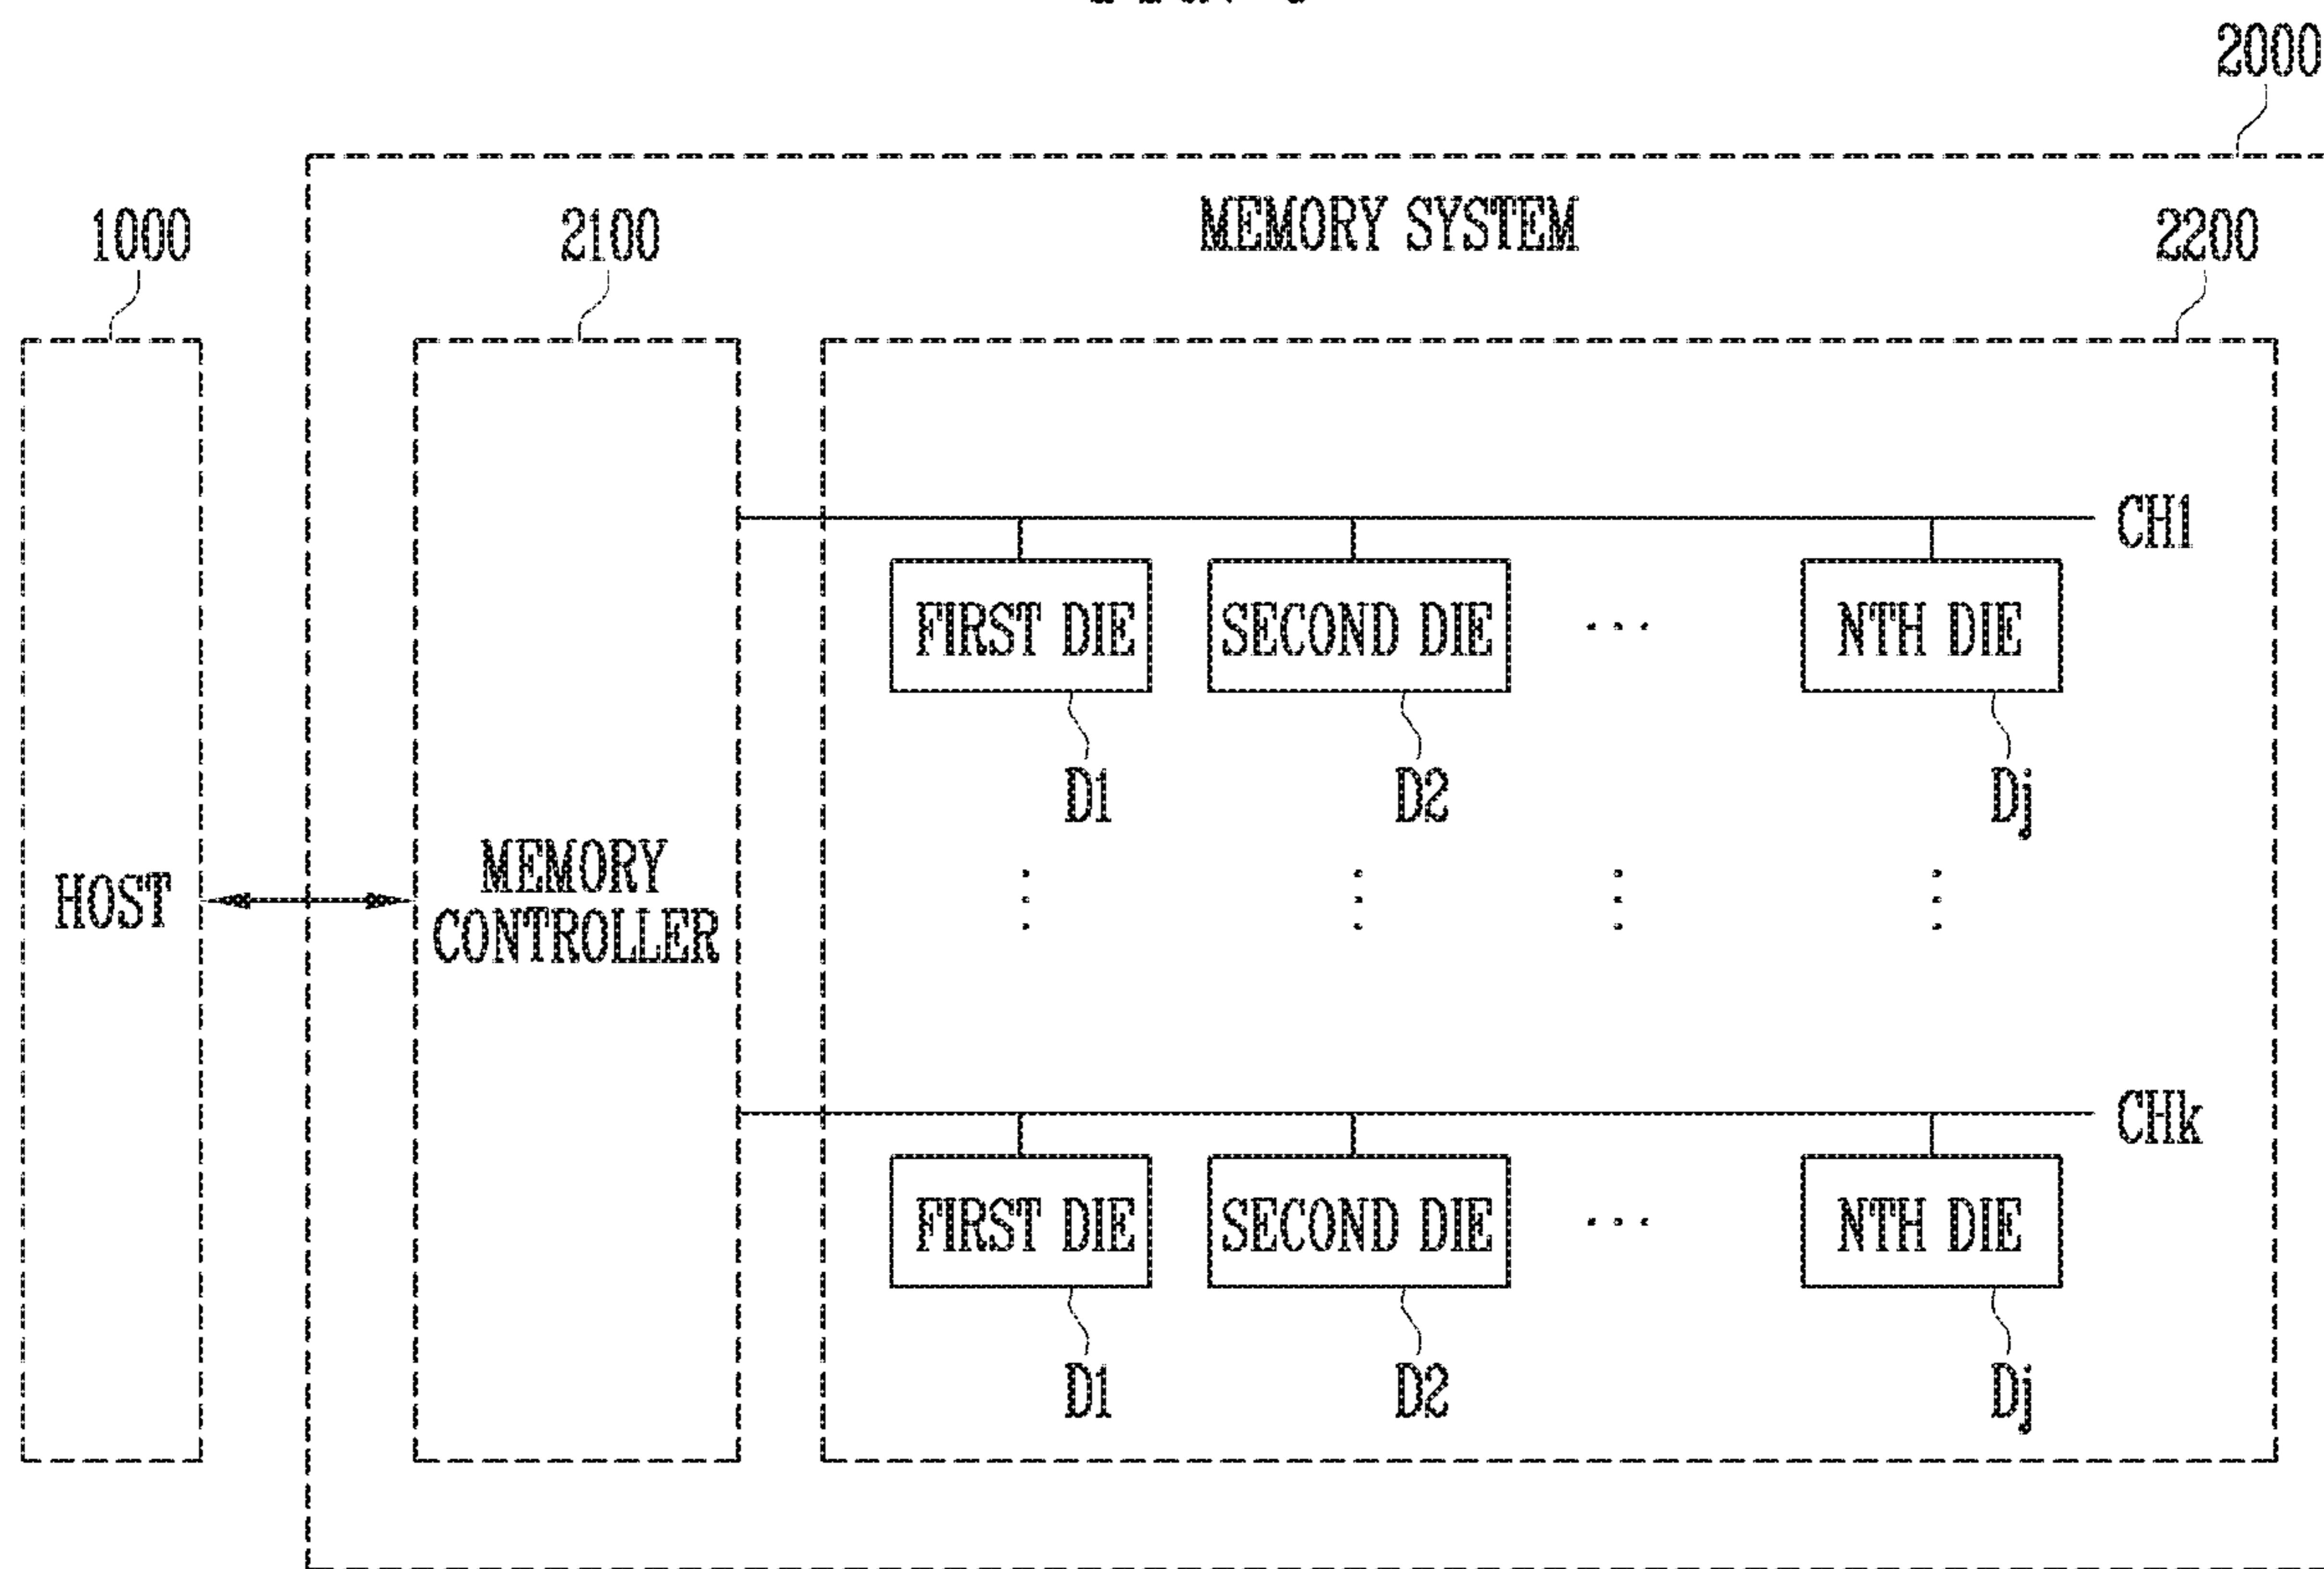 2000
MEMORY SYSTEM
1000
2100
2200
CH1
FIRST DIE
SECOND DIE
...
NTH DIE
D1
D2
Dj
HOST
MEMORY
CONTROLLER
CHk
FIRST DIE
SECOND DIE
...
NTH DIE
D1
D2
Dj